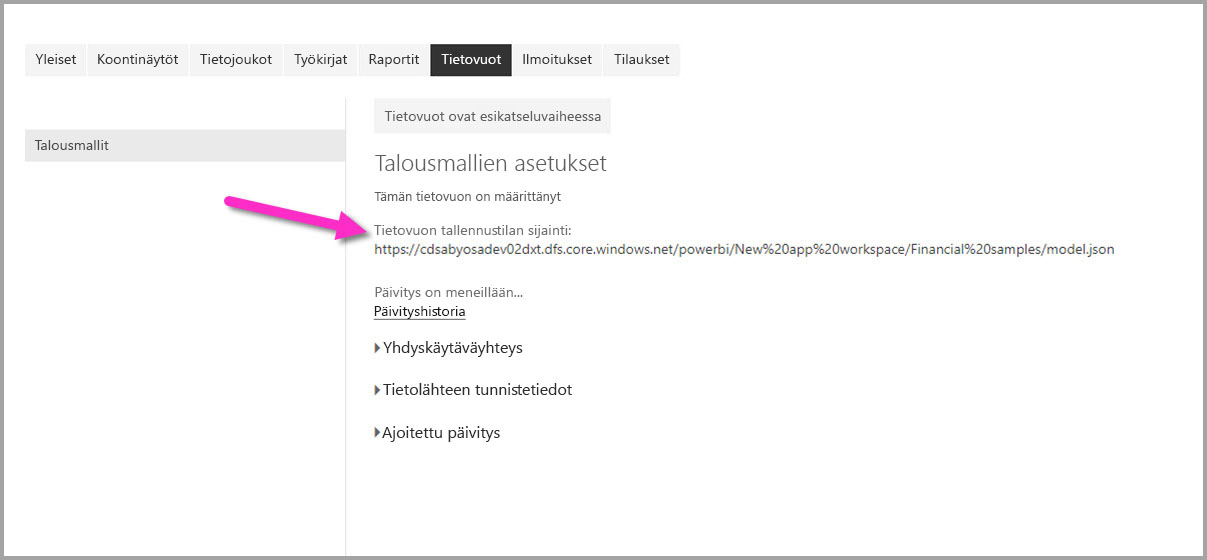 Yleiset Koontinäytöt Tietojoukot Työkirjat Raportit Tietovuot Ilmoitukset Tilaukset
Tietovuot ovat esikatseluvaiheessa
Talousmallit
Talousmallien asetukset
Tämän tietovuon on määrittänyt
Tietovuon tallennustilan sijainti:
https://cdsabyosadev02dxt.dfs.core.windows.net/powerbi/New%20app%20workspace/Financial%20samples/model.json
Päivitys on meneillään...
Päivityshistoria
Yhdyskäytäväyhteys
Tietolähteen tunnistetiedot
Ajoitettu päivitys